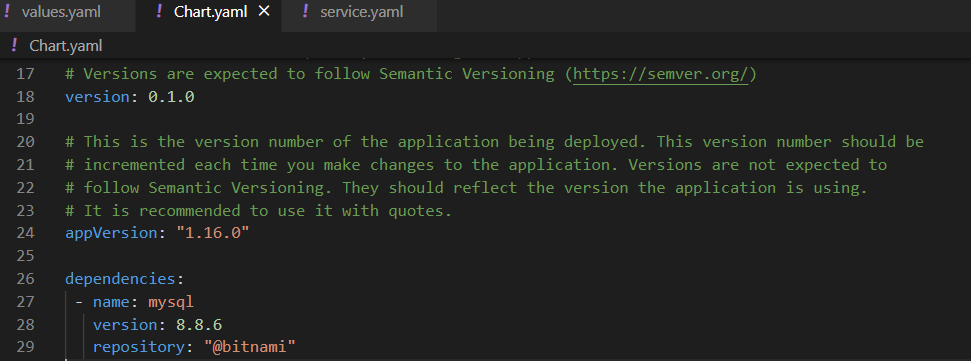 ! values.yaml ! Chart.yaml × ! service.yaml
! Chart.yaml
17 # Versions are expected to follow Semantic Versioning (https://semver.org/)
18 version: 0.1.0
19
20 # This is the version number of the application being deployed. This version number should be
21 # incremented each time you make changes to the application. Versions are not expected to
22 # follow Semantic Versioning. They should reflect the version the application is using.
23 # It is recommended to use it with quotes.
24 appVersion: "1.16.0"
25
26 dependencies:
27 - name: mysql
28 version: 8.8.6
29 repository: "@bitnami"